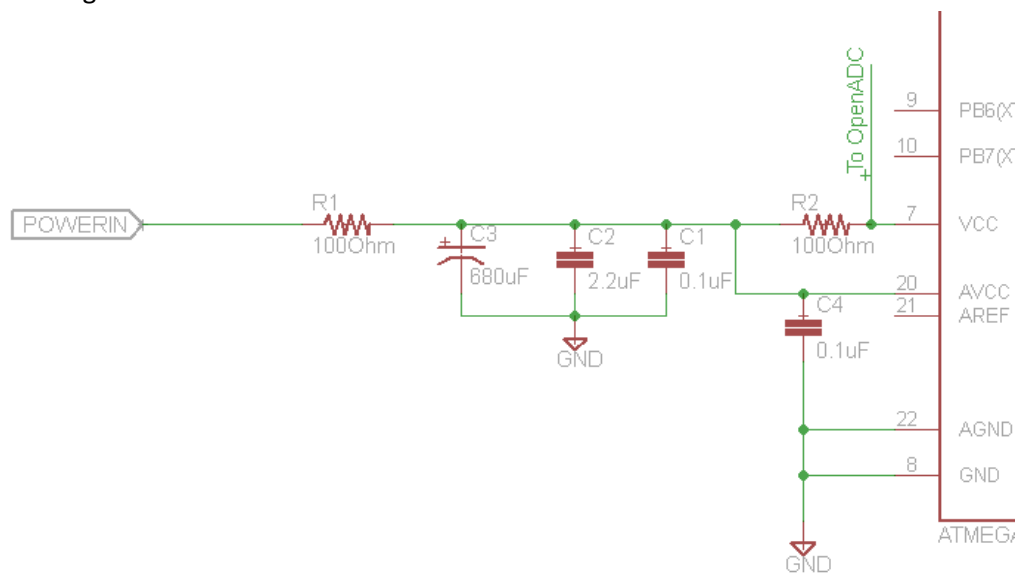 To OpenADC
9
PB6(X
10
PB7(X
POWERIN
R1
100Ohm
C3
680uF
C2
2.2uF
C1
0.1uF
R2
100Ohm
7
VCC
20
AVCC
21
AREF
C4
0.1uF
GND
22
AGND
8
GND
ATMEGA
GND